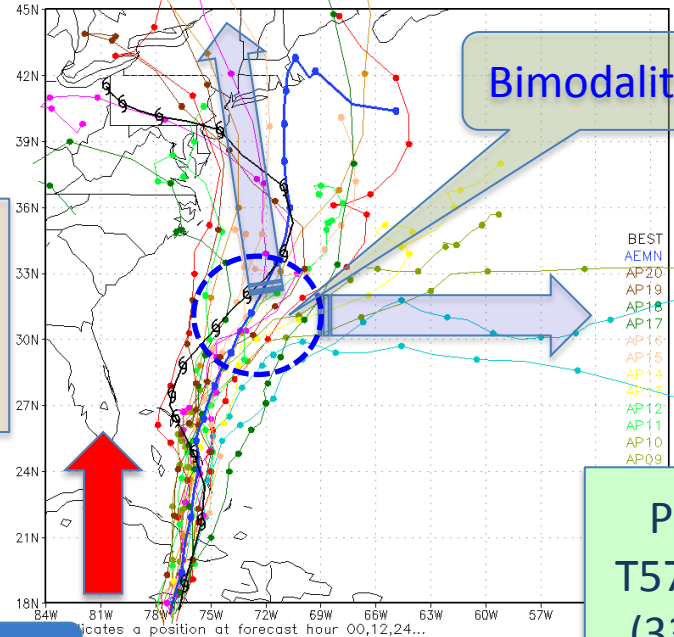 45N
42N
39N
36N
33N
30N
27N
24N
21N
18N
Bimodalit
BEST
AEMN
AP20
AP19
AP18
AP17
AP16
AP14
AP12
AP11
AP10
AP09
P
T57
(33
84W 81W 78W 75W 72W 69W 66W 63W 60W 57W
icates a position at forecast hour 00,12,24...